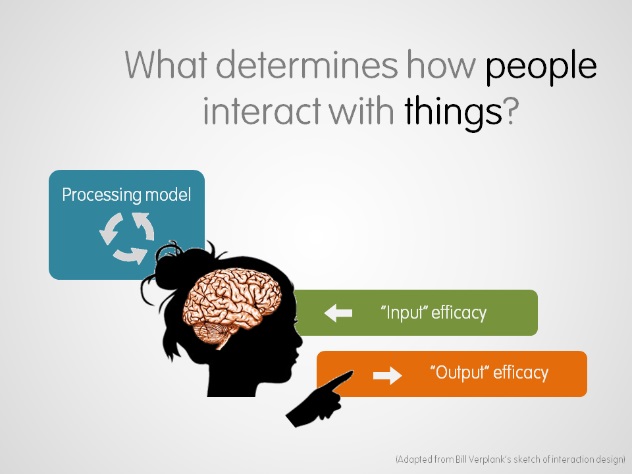 What determines how people
interact with things?
Processing model
"Input" efficacy
"Output" efficacy
(Adapted from Bill Verplank's sketch of interaction design)